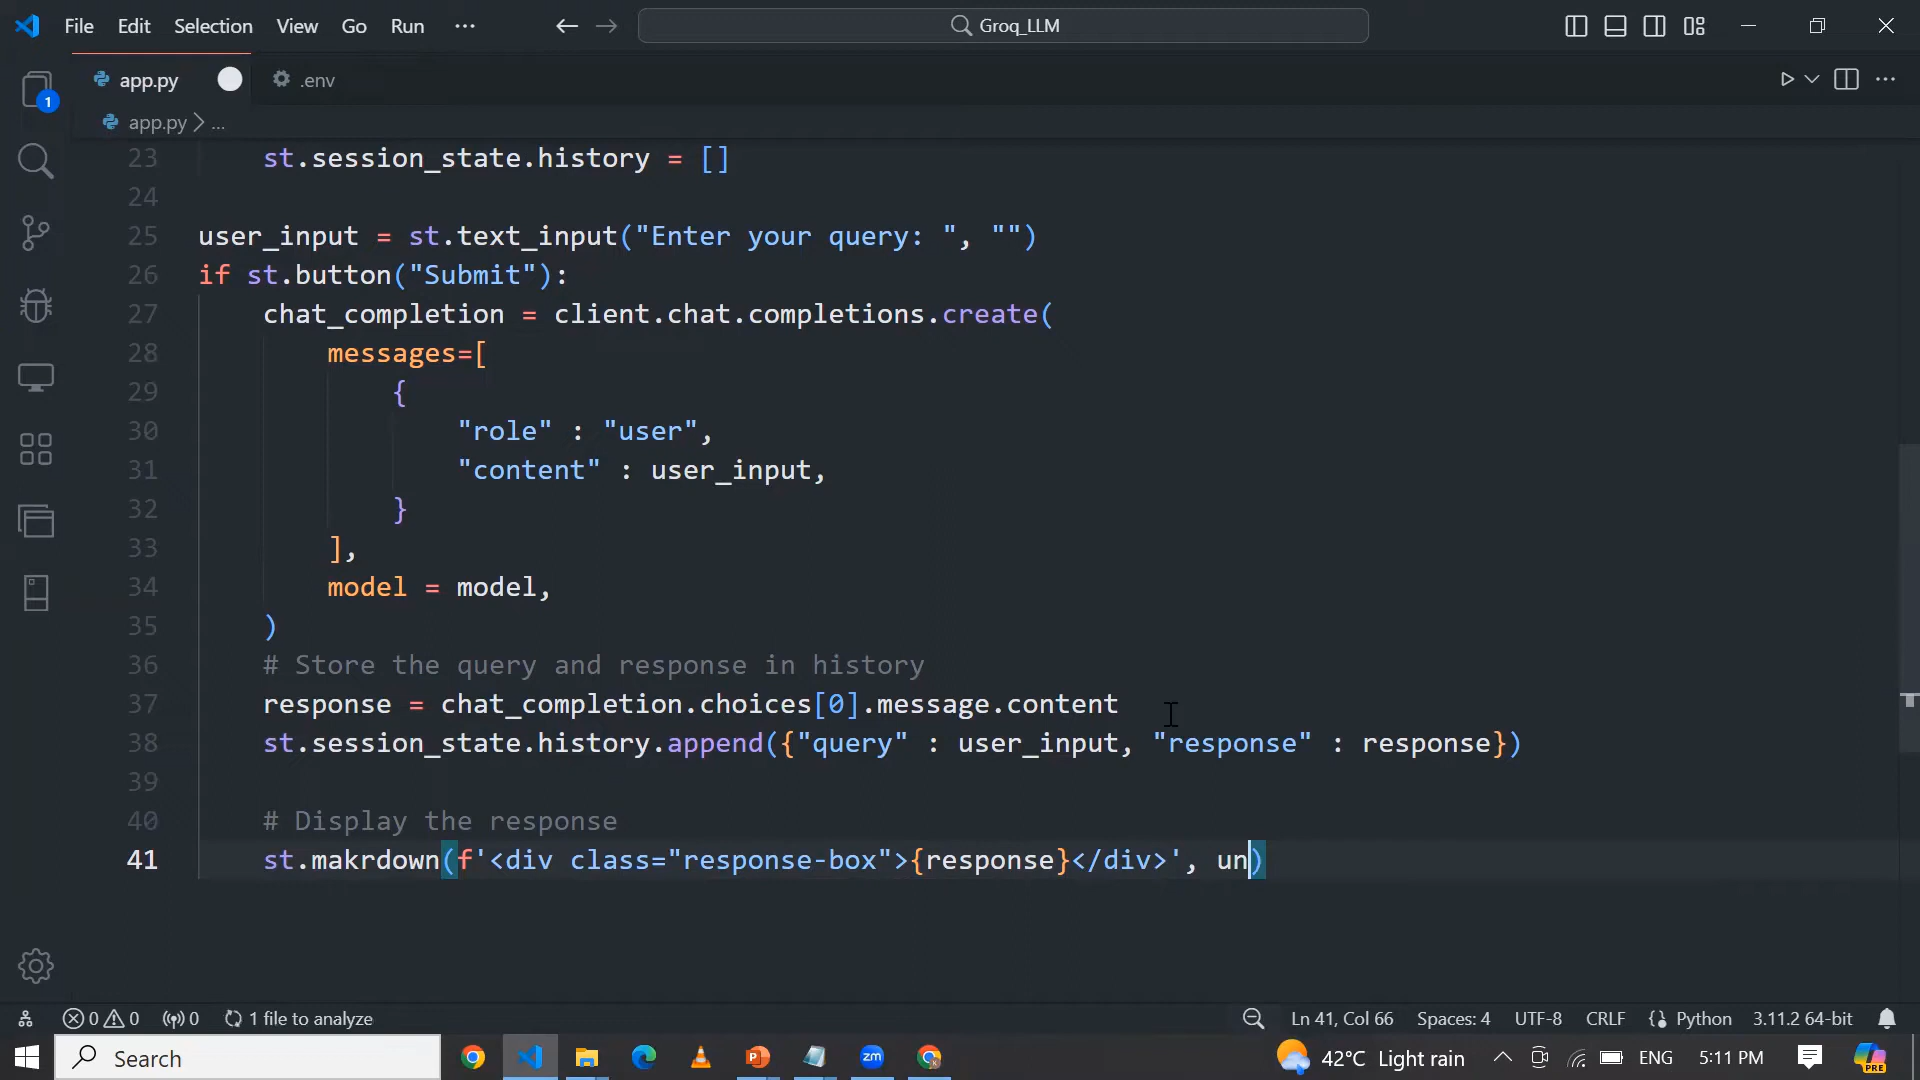 File Edit Selection View Go Run ··· Groq_LLM
app.py .env
1
app.py > ...
23 st.session_state.history = []
24
25 user_input = st.text_input("Enter your query: ", "")
26 if st.button("Submit"):
27 chat_completion = client.chat.completions.create(
28 messages=[
29 {
30 "role" : "user",
31 "content" : user_input,
32 }
33 ],
34 model = model,
35 )
36 # Store the query and response in history
37 response = chat_completion.choices[0].message.content
38 st.session_state.history.append({"query" : user_input, "response" : response})
39
40 # Display the response
41 st.makrdown(f'<div class="response-box">{response}</div>', un)
0 0 0 1 file to analyze Ln 41, Col 66 Spaces: 4 UTF-8 CRLF Python 3.11.2 64-bit
Search zm 42°C Light rain ENG 5:11 PM PRE